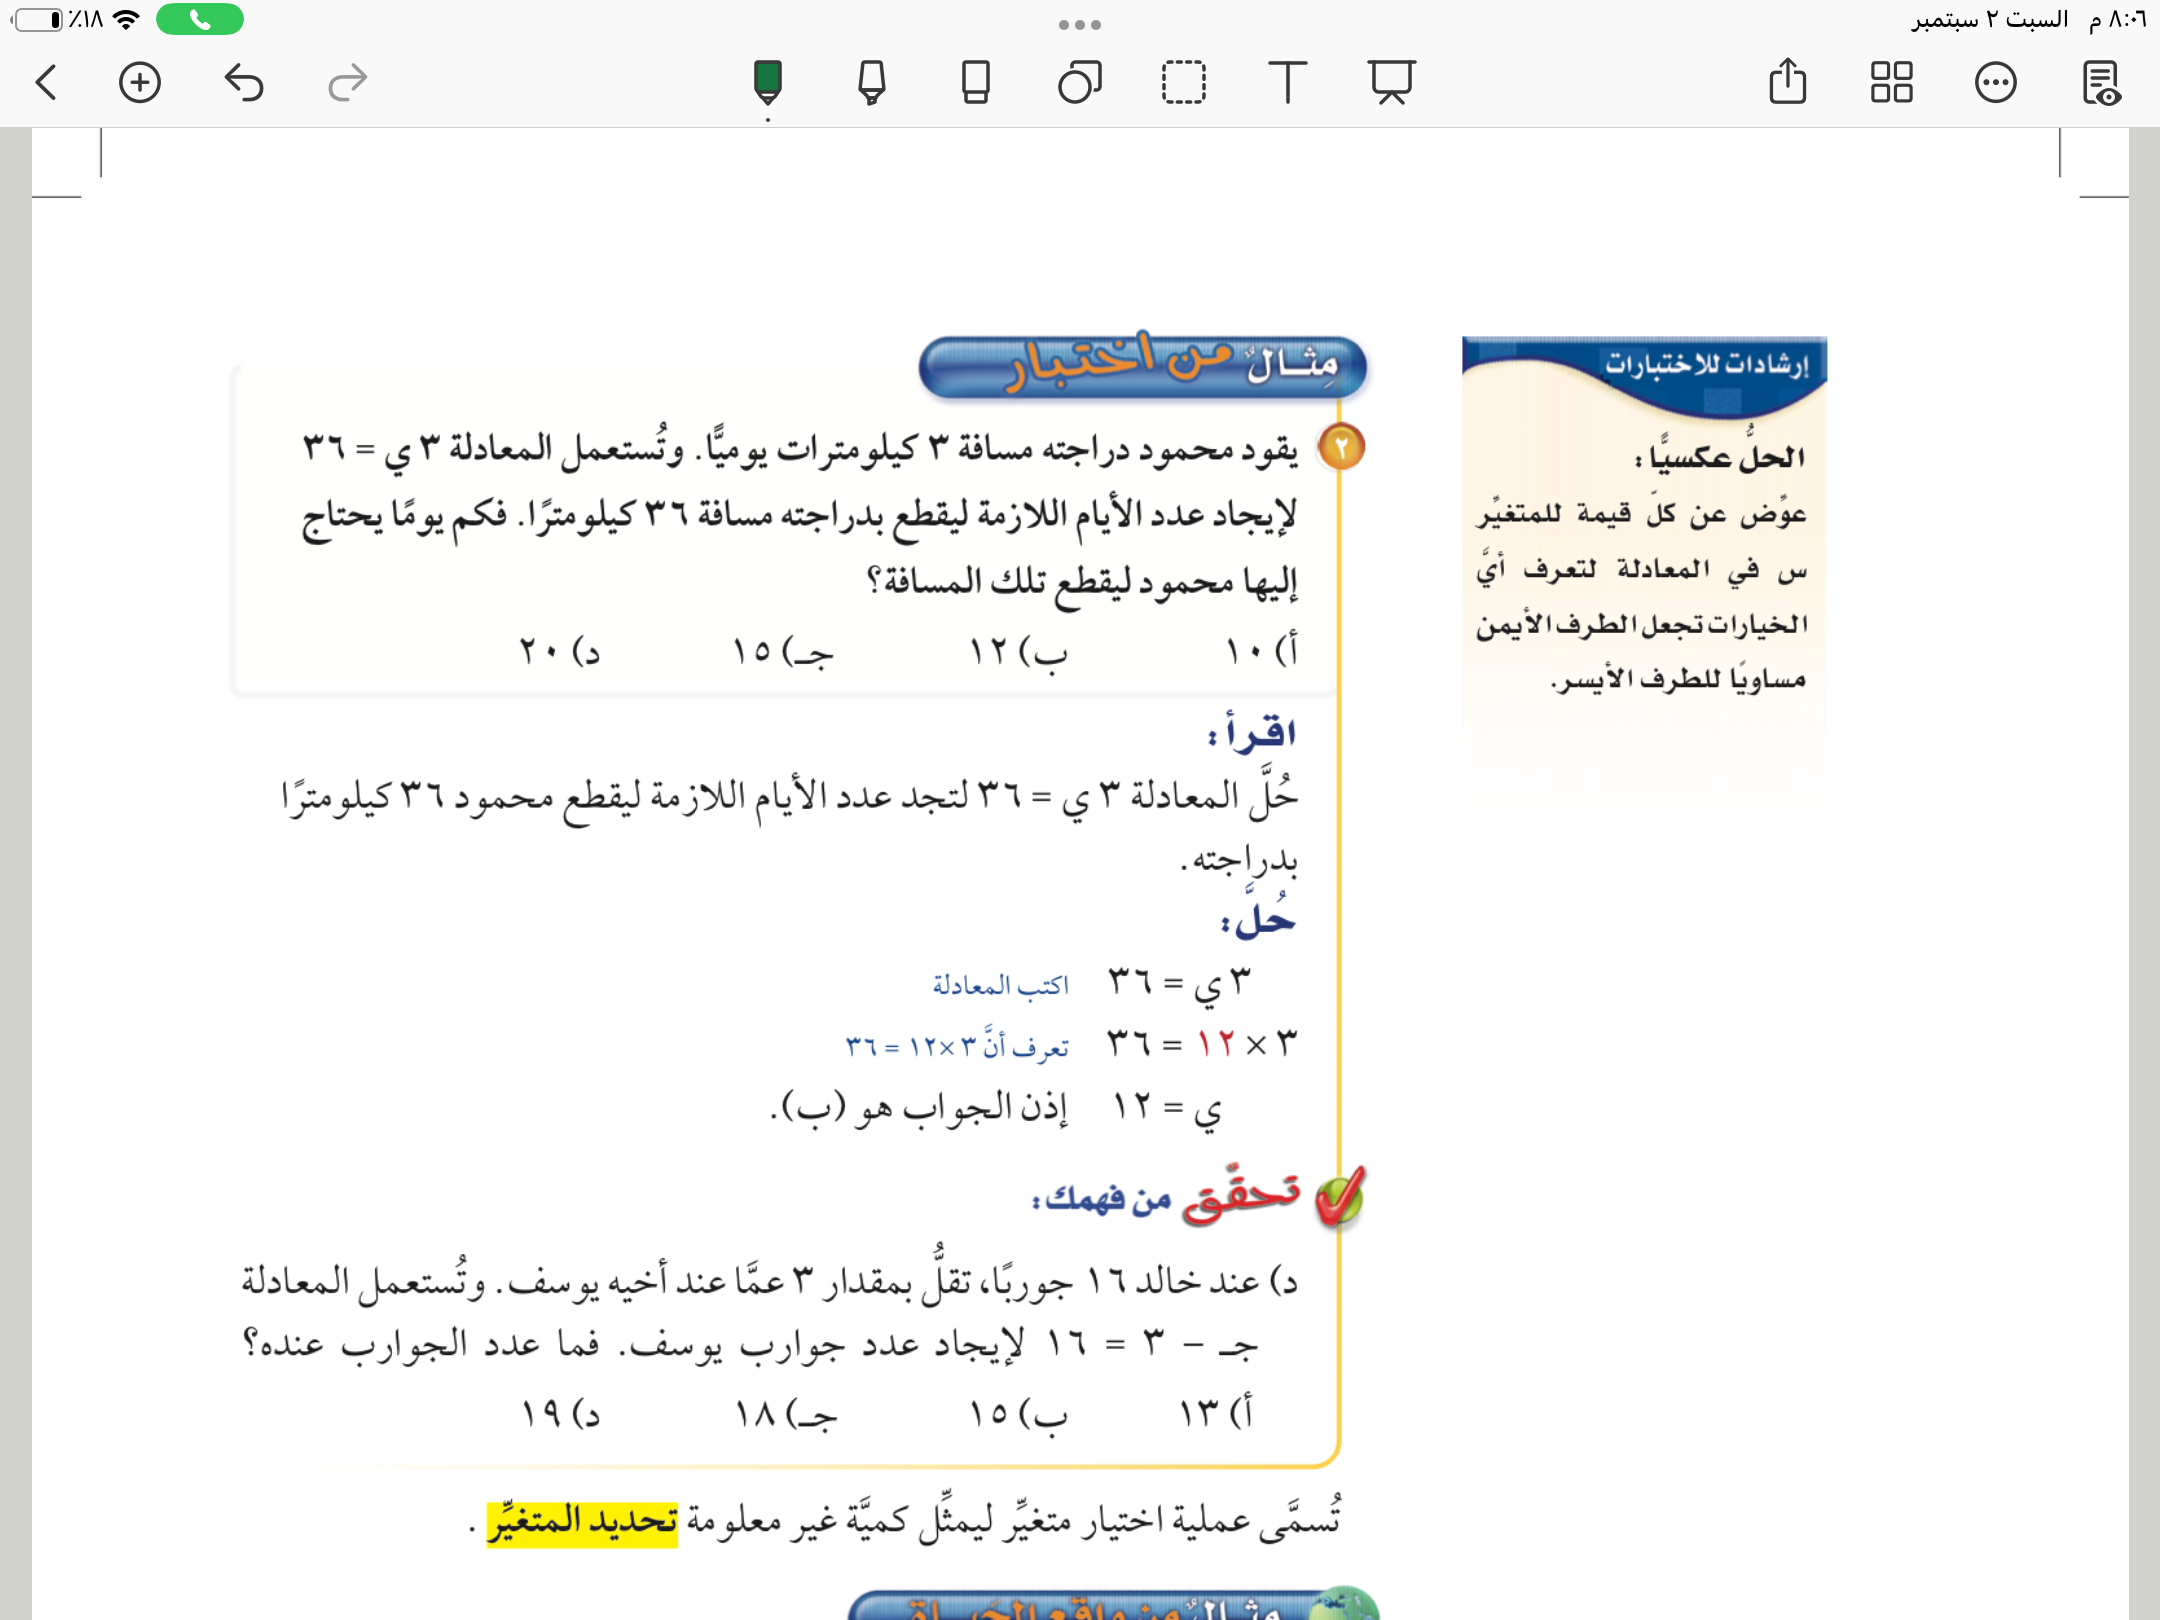 ٨:٠٦ م السبت ٢ سبتمبر
٪١٨
مِثـالٌ من اختبار
٢ يقود محمود دراجته مسافة ٣ كيلومترات يوميًّا. وتُستعمل المعادلة ٣ ي = ٣٦
لإيجاد عدد الأيام اللازمة ليقطع بدراجته مسافة ٣٦ كيلومترًا. فكم يومًا يحتاج
إليها محمود ليقطع تلك المسافة؟
أ) ١٠ ب) ١٢ جـ) ١٥ د) ٢٠
إرشادات للاختبارات
الحلُّ عكسيًّا :
عوِّض عن كلّ قيمة للمتغيِّر
س في المعادلة لتعرف أيَّ
الخيارات تجعل الطرف الأيمن
مساويًا للطرف الأيسر.
اقرأ :
حُلَّ المعادلة ٣ ي = ٣٦ لتجد عدد الأيام اللازمة ليقطع محمود ٣٦ كيلومترًا
بدراجته.
حُلَّ :
٣ ي = ٣٦ اكتب المعادلة
٣ × ١٢ = ٣٦ تعرف أنَّ ٣ ×١٢ = ٣٦
ي = ١٢ إذن الجواب هو (ب).
تحقَّق من فهمك :
د) عند خالد ١٦ جوربًا، تقلُّ بمقدار ٣ عمَّا عند أخيه يوسف. وتُستعمل المعادلة
جـ – ٣ = ١٦ لإيجاد عدد جوارب يوسف. فما عدد الجوارب عنده؟
أ) ١٣ ب) ١٥ جـ) ١٨ د) ١٩
تُسمَّى عملية اختيار متغيِّر ليمثِّل كميَّة غير معلومة تحديد المتغيِّر .
مثـالٌ من واقع الحياة